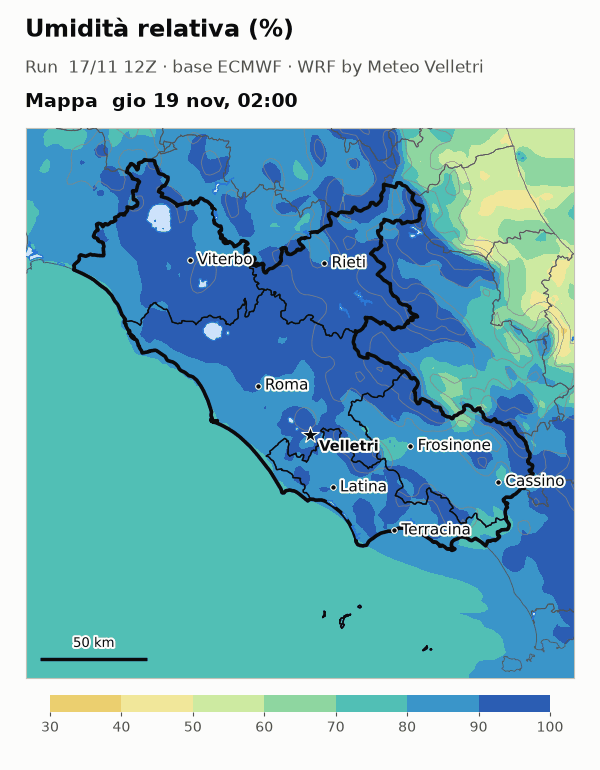 Umidità relativa (%)
Run  17/11 12Z · base ECMWF · WRF by Meteo Velletri
Mappa  gio 19 nov, 02:00
Viterbo
Rieti
Roma
Velletri
Frosinone
Cassino
Latina
Terracina
50 km
30 40 50 60 70 80 90 100